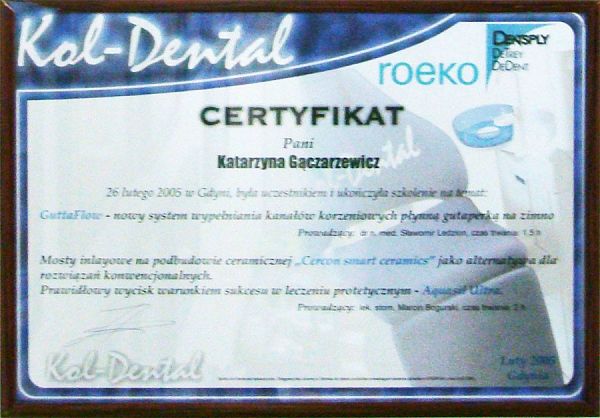 Kol-Dental
roeko
DENTSPLY
DETREY
DEDENT
CERTYFIKAT
Pani
Katarzyna Gączarzewicz
26 lutego 2005 w Gdyni, była uczestnikiem i ukończyła szkolenie na temat:
GuttaFlow - nowy system wypełniania kanałów korzeniowych płynną gutaperką na zimno
Prowadzący: dr n. med. Sławomir Ledzion, czas trwania: 1,5 h
Mosty inlayowe na podbudowie ceramicznej „Cercon smart ceramics" jako alternatywa dla
rozwiązań konwencjonalnych.
Prawidłowy wycisk warunkiem sukcesu w leczeniu protetycznym - Aquasil Ultra.
Prowadzący: lek. stom. Marcin Bogurski, czas trwania: 2 h
Kol-Dental
Kol-Dental
Luty 2005
Gdynia